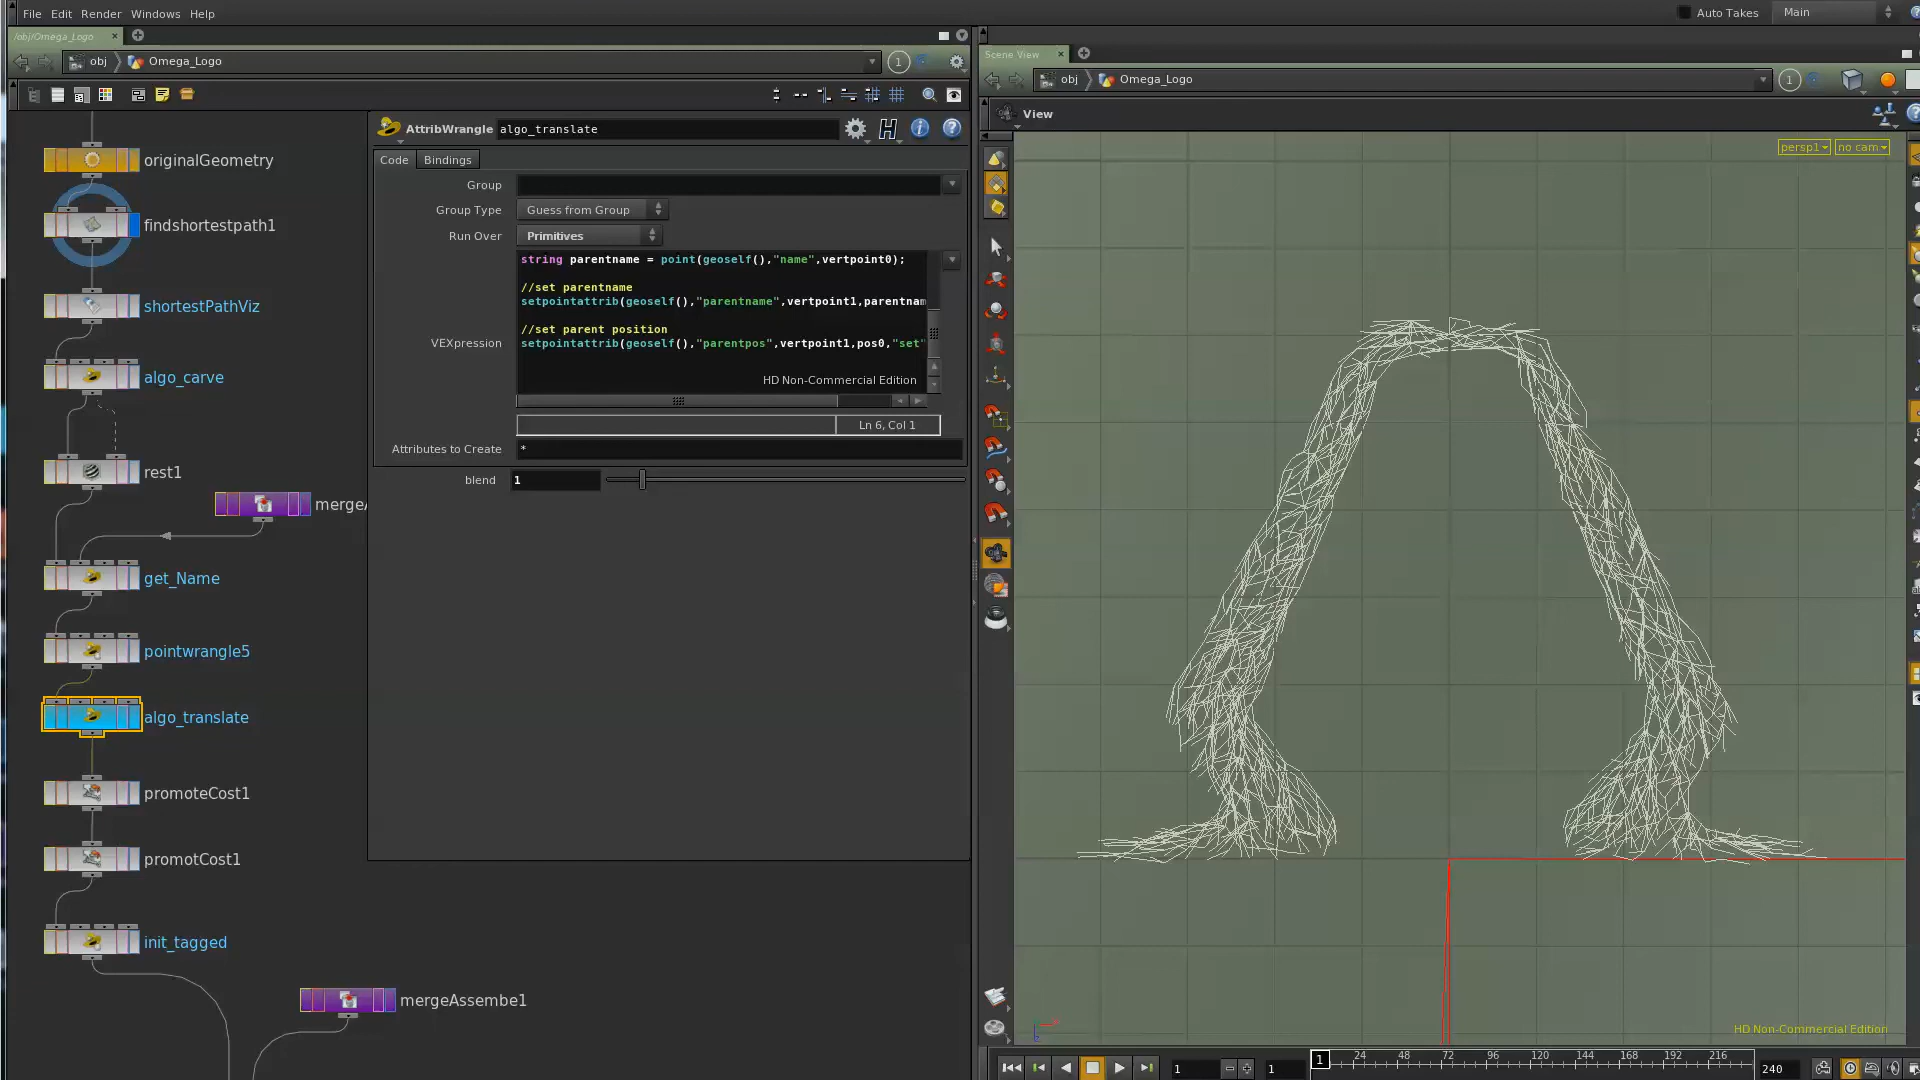 File Edit Render Windows Help
Auto Takes Main
/obj/Omega_Logo
obj Omega_Logo 1
Scene View
obj Omega_Logo 1
View
persp1 no cam
AttribWrangle algo_translate
Code Bindings
Group
Group Type Guess from Group
Run Over Primitives
VEXpression
string parentname = point(geoself(),"name",vertpoint0);
//set parentname
setpointattrib(geoself(),"parentname",vertpoint1,parentnam
//set parent position
setpointattrib(geoself(),"parentpos",vertpoint1,pos0,"set"
HD Non-Commercial Edition
Ln 6, Col 1
Attributes to Create *
blend 1
originalGeometry
findshortestpath1
shortestPathViz
algo_carve
rest1
mergeA
get_Name
pointwrangle5
algo_translate
promoteCost1
promotCost1
init_tagged
mergeAssembe1
HD Non-Commercial Edition
1 1 1 24 48 72 96 120 144 168 192 216 240